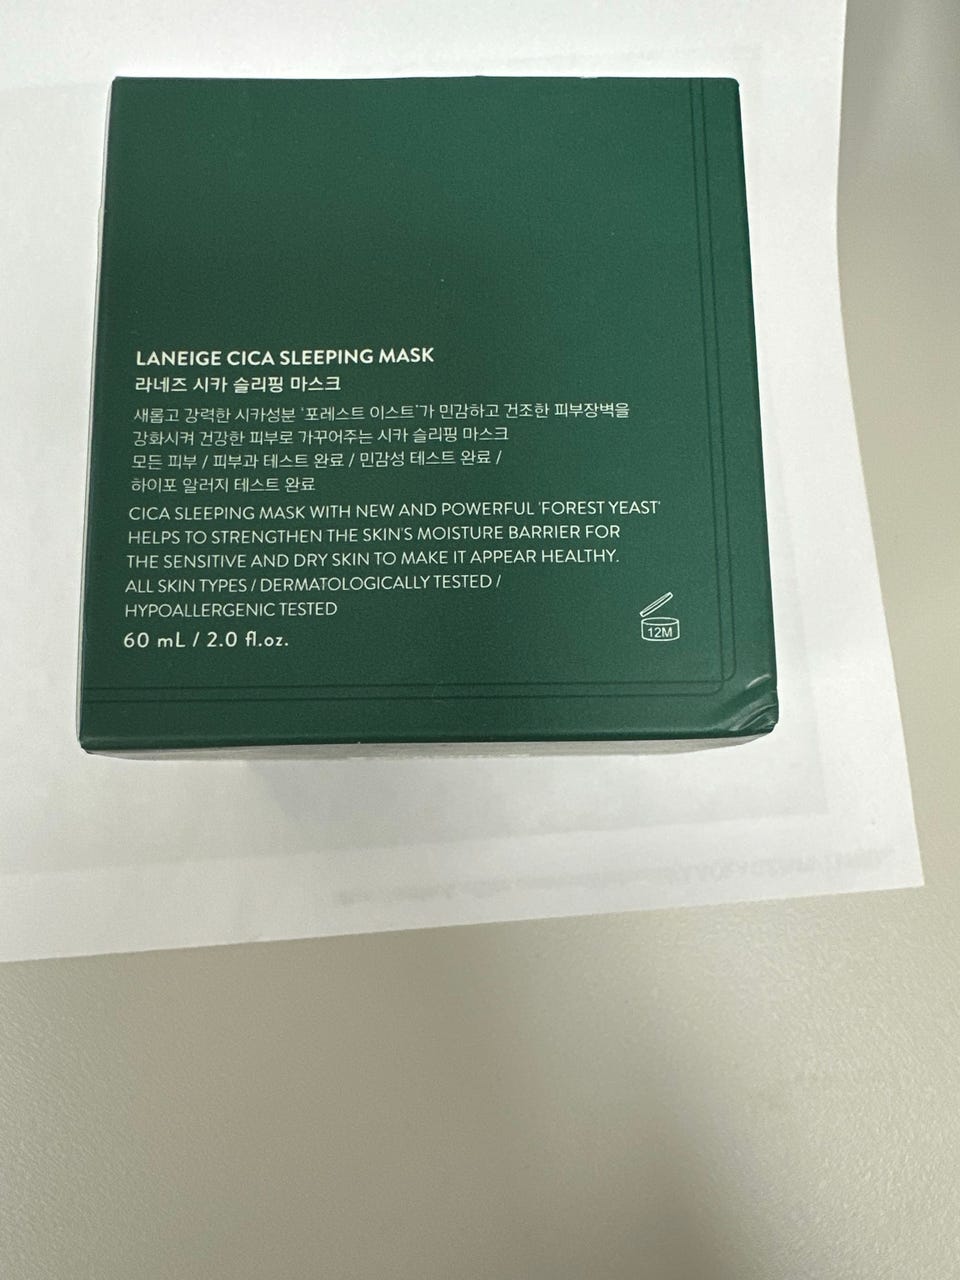 LANEIGE CICA SLEEPING MASK
라네즈 시카 슬리핑 마스크
새롭고 강력한 시카성분 '포레스트 이스트'가 민감하고 건조한 피부장벽을
강화시켜 건강한 피부로 가꾸어주는 시카 슬리핑 마스크
모든 피부 / 피부과 테스트 완료 / 민감성 테스트 완료 /
하이포 알러지 테스트 완료
CICA SLEEPING MASK WITH NEW AND POWERFUL 'FOREST YEAST'
HELPS TO STRENGTHEN THE SKIN'S MOISTURE BARRIER FOR
THE SENSITIVE AND DRY SKIN TO MAKE IT APPEAR HEALTHY.
ALL SKIN TYPES / DERMATOLOGICALLY TESTED /
HYPOALLERGENIC TESTED
60 mL / 2.0 fl.oz.
12M